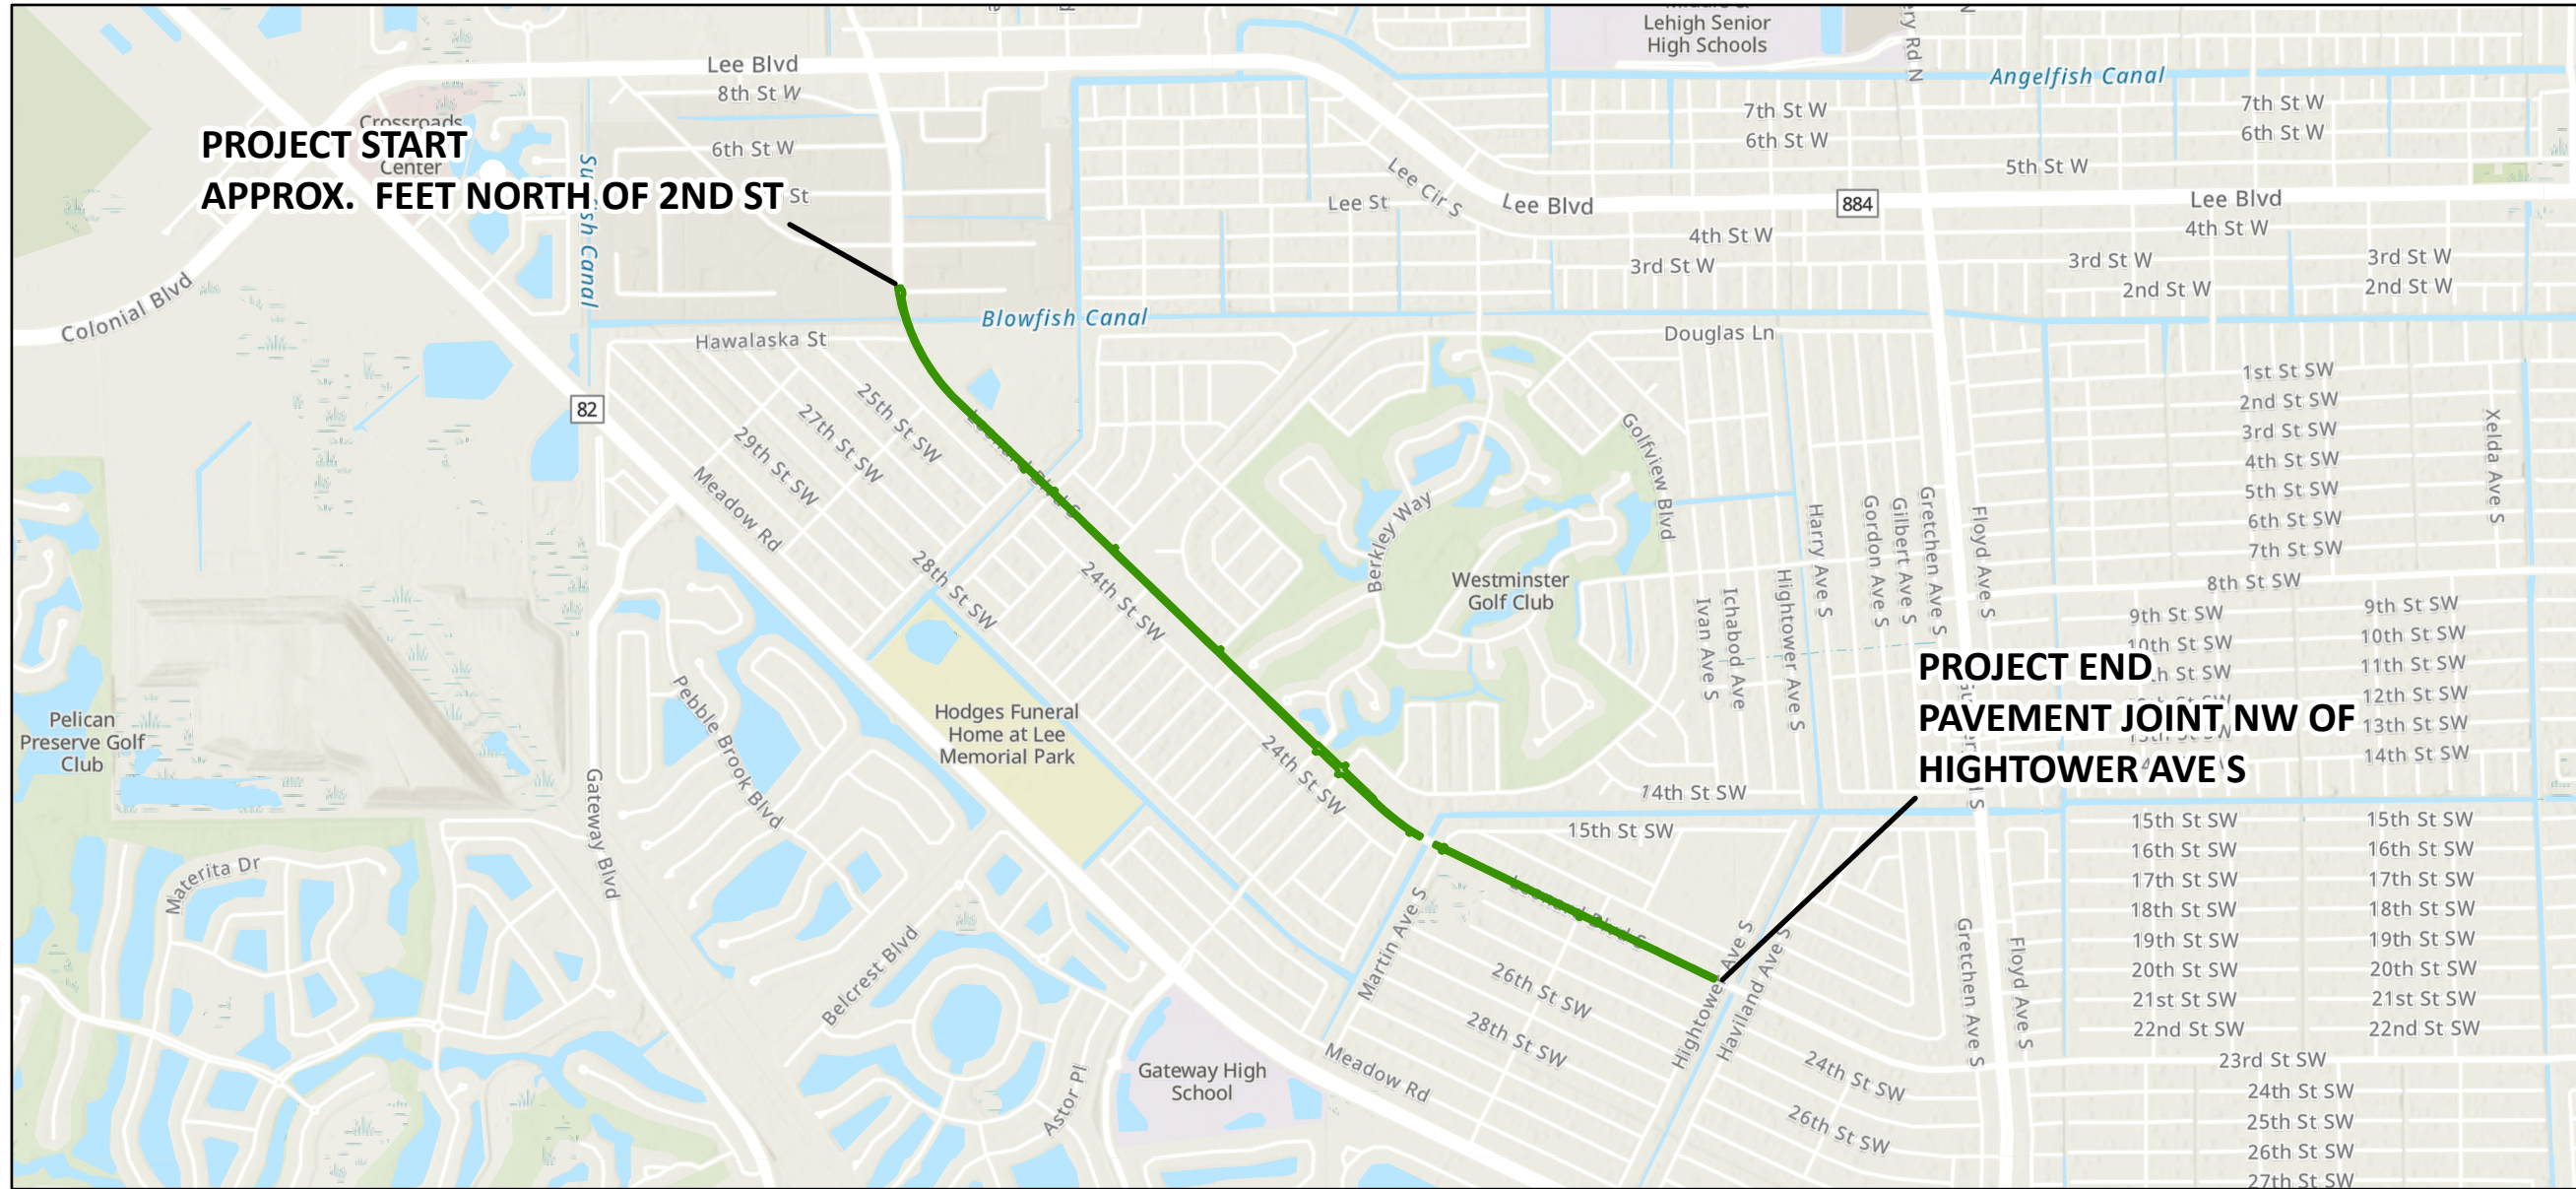 Lehigh Senior
High Schools
Lee Blvd
8th St W
Angelfish Canal
7th St W
7th St W
Crossroads
PROJECT START
Center
6th St W
6th St W
6th St W
5th St W
APPROX. FEET NORTH OF 2ND ST
St
Lee Cir S
Lee St
Lee Blvd
884
Lee Blvd
4th St W
4th St W
3rd St W
3rd St W
3rd St W
2nd St W
2nd St W
Colonial Blvd
Canal
Blowfish Canal
Hawalaska St
Douglas Ln
82
1st St SW
2nd St SW
3rd St SW
4th St SW
5th St SW
6th St SW
7th St SW
8th St SW
Xelda Ave S
25th St SW
27th St SW
29th St SW
Meadow Rd
28th St SW
24th St SW
Golfview Blvd
Berkley Way
Westminster
Golf Club
Harry Ave S
Gordon Ave S
Gilbert Ave S
Gretchen Ave S
Floyd Ave S
Hightower Ave S
Ichabod Ave
Ivan Ave S
9th St SW
9th St SW
10th St SW
10th St SW
PROJECT END
11th St SW
12th St SW
PAVEMENT JOINT NW OF
13th St SW
HIGHTOWER AVE S
14th St SW
Pelican
Preserve Golf
Club
Pebble Brook Blvd
Hodges Funeral
Home at Lee
Memorial Park
24th St SW
14th St SW
15th St SW
Gateway Blvd
Materita Dr
Belcrest Blvd
Martin Ave S
Leonard Blvd S
26th St SW
28th St SW
Hightower Ave S
Haviland Ave S
Gretchen Ave S
Floyd Ave S
15th St SW
15th St SW
16th St SW
16th St SW
17th St SW
17th St SW
18th St SW
18th St SW
19th St SW
19th St SW
20th St SW
20th St SW
21st St SW
21st St SW
22nd St SW
22nd St SW
23rd St SW
24th St SW
25th St SW
26th St SW
27th St SW
Gateway High
School
Astor Pl
Meadow Rd
24th St SW
26th St SW